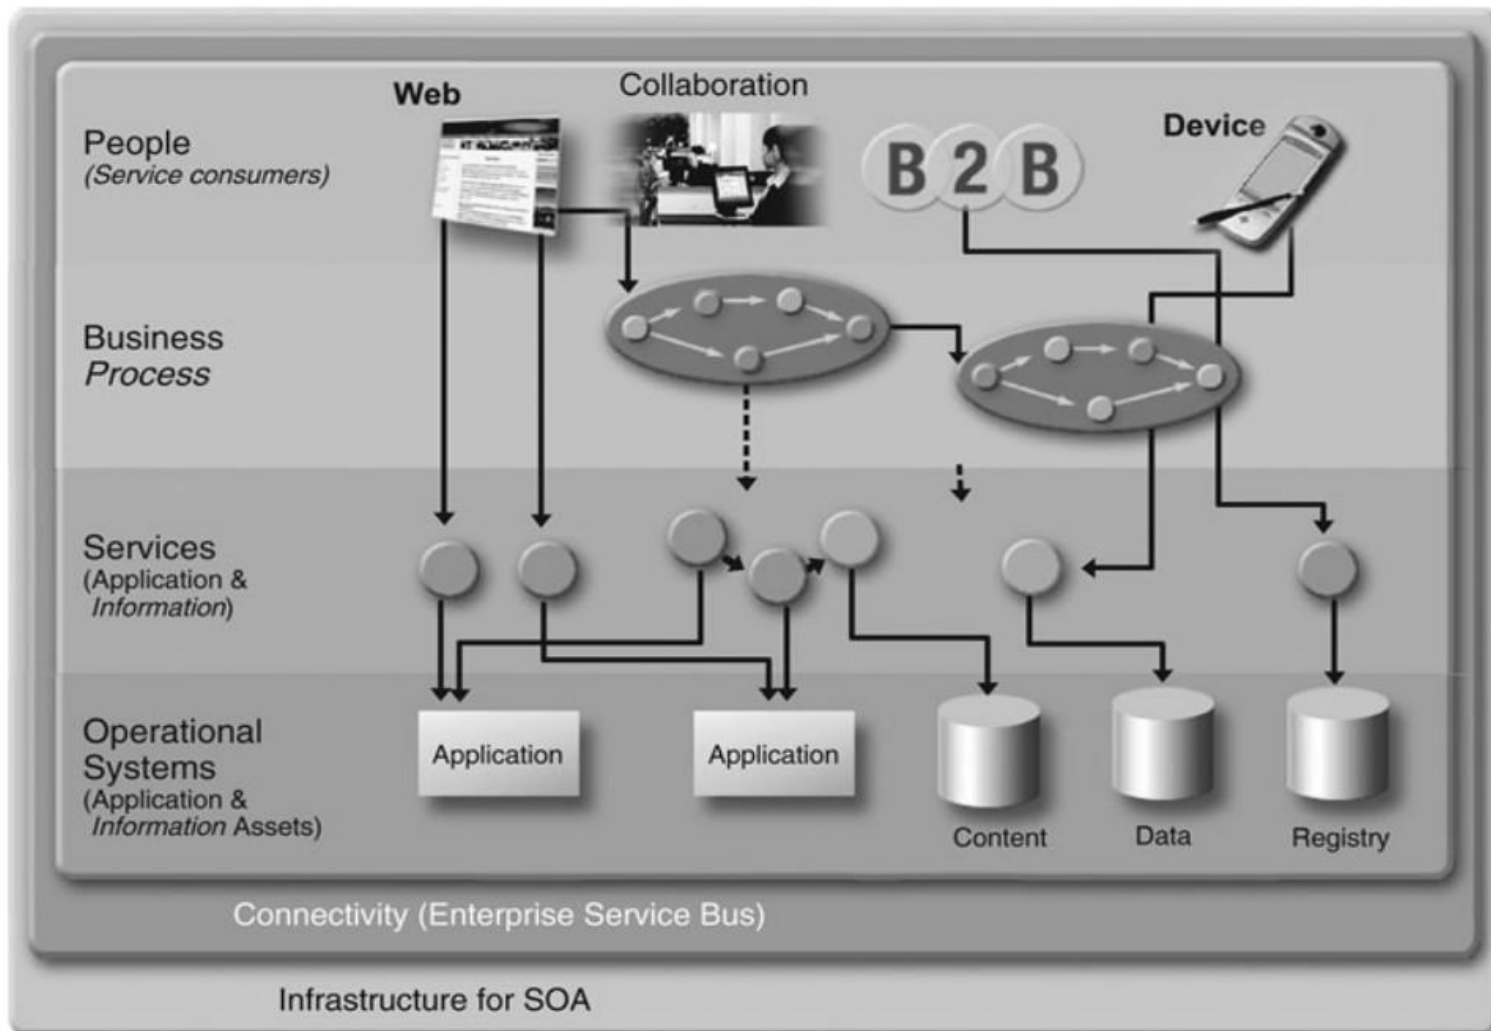 Web
Collaboration
B2B
Device
People
(Service consumers)
Business
Process
Services
(Application &
Information)
Operational
Systems
(Application &
Information Assets)
Application
Application
Content
Data
Registry
Connectivity (Enterprise Service Bus)
Infrastructure for SOA